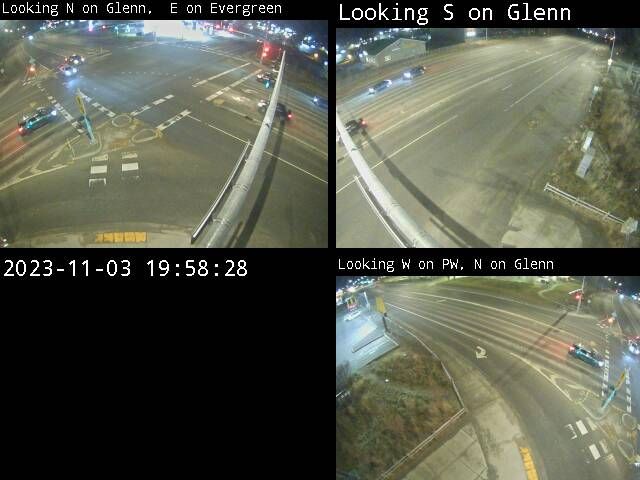 Looking N on Glenn, E on Evergreen
Looking S on Glenn
2023-11-03 19:58:28
Looking W on PW, N on Glenn